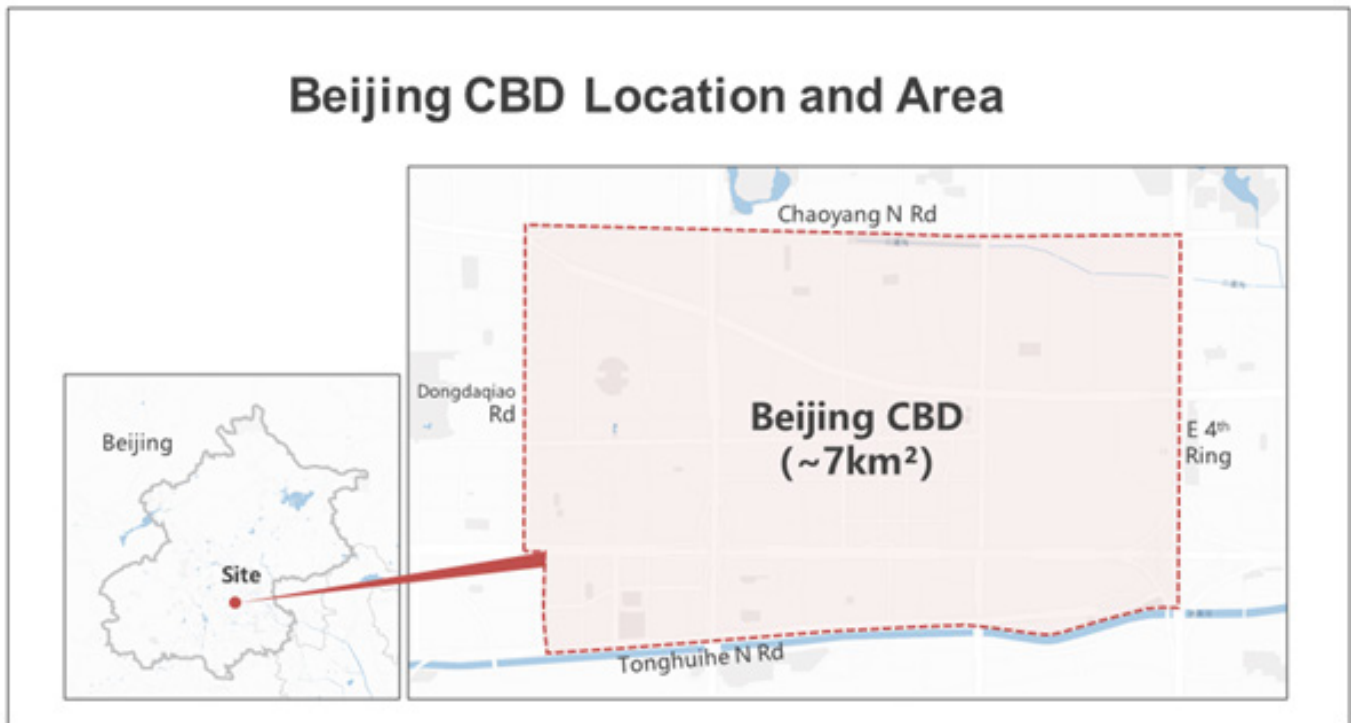 Beijing CBD Location and Area
Chaoyang N Rd
Dongdaqiao
Rd
Beijing CBD
(~7km²)
E 4ᵗʰ
Ring
Beijing
Site
Tonghuihe N Rd